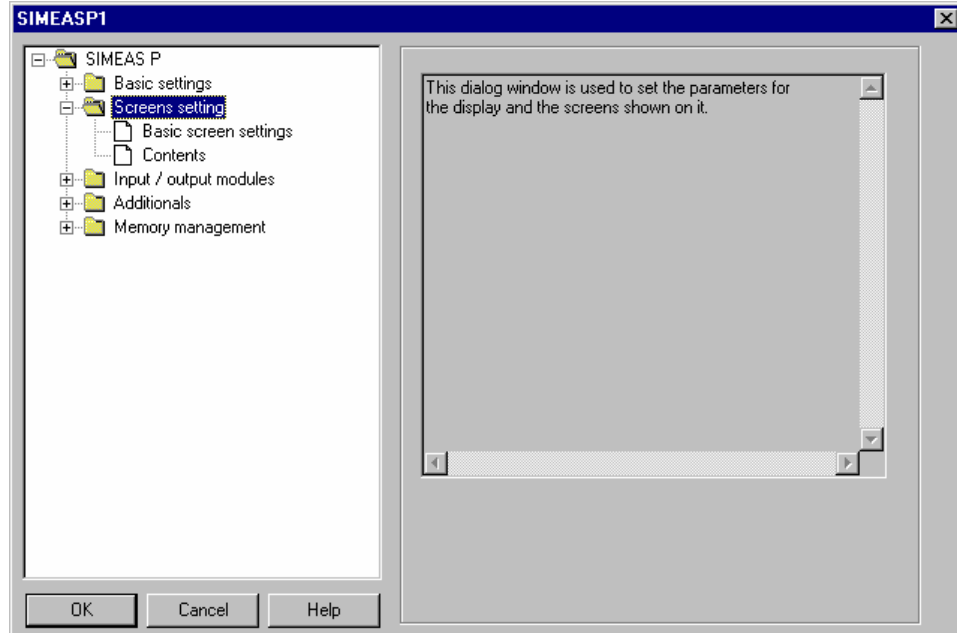 SIMEASP1
SIMEAS P
Basic settings
Screens setting
Basic screen settings
Contents
Input / output modules
Additionals
Memory management
This dialog window is used to set the parameters for
the display and the screens shown on it.
OK
Cancel
Help